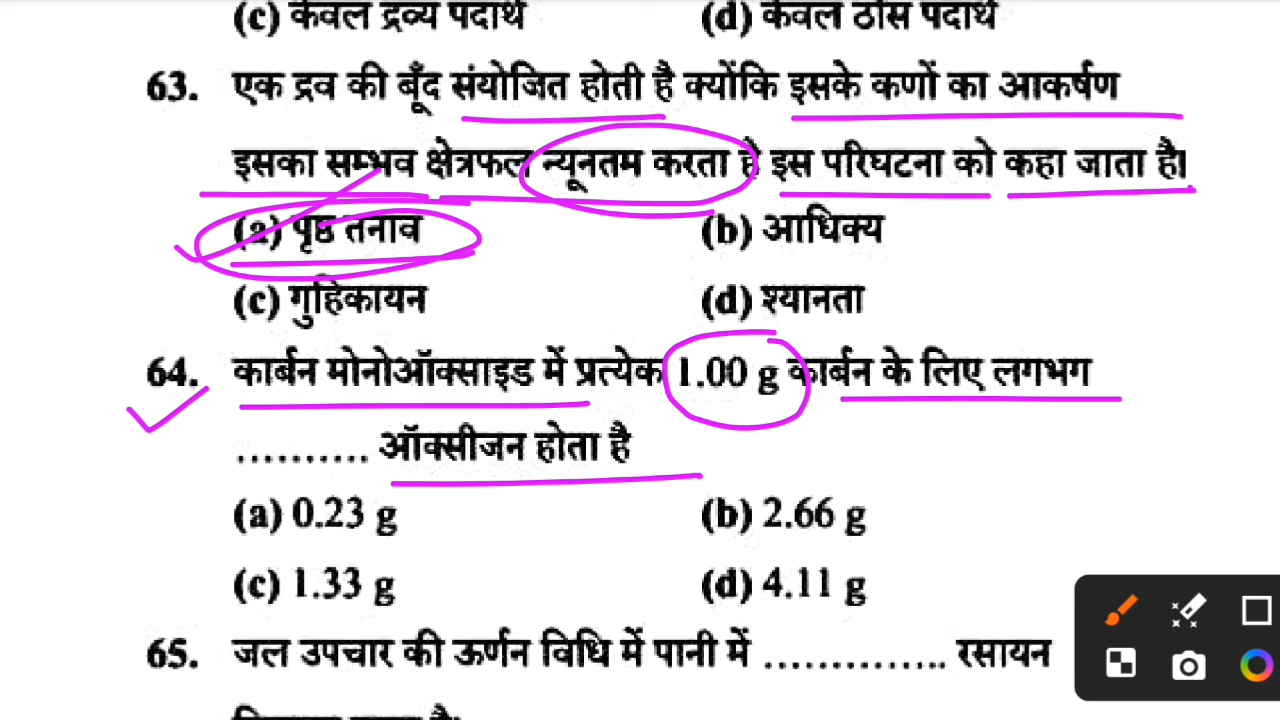 (c) केवल द्रव्य पदार्थ (d) केवल ठोस पदार्थ
63. एक द्रव की बूँद संयोजित होती है क्योंकि इसके कणों का आकर्षण
इसका सम्भव क्षेत्रफल न्यूनतम करता है इस परिघटना को कहा जाता है।
(a) पृष्ठ तनाव (b) आधिक्य
(c) गुहिकायन (d) श्यानता
64. कार्बन मोनोऑक्साइड में प्रत्येक 1.00 g कार्बन के लिए लगभग
.......... ऑक्सीजन होता है
(a) 0.23 g (b) 2.66 g
(c) 1.33 g (d) 4.11 g
65. जल उपचार की ऊर्णन विधि में पानी में .............. रसायन